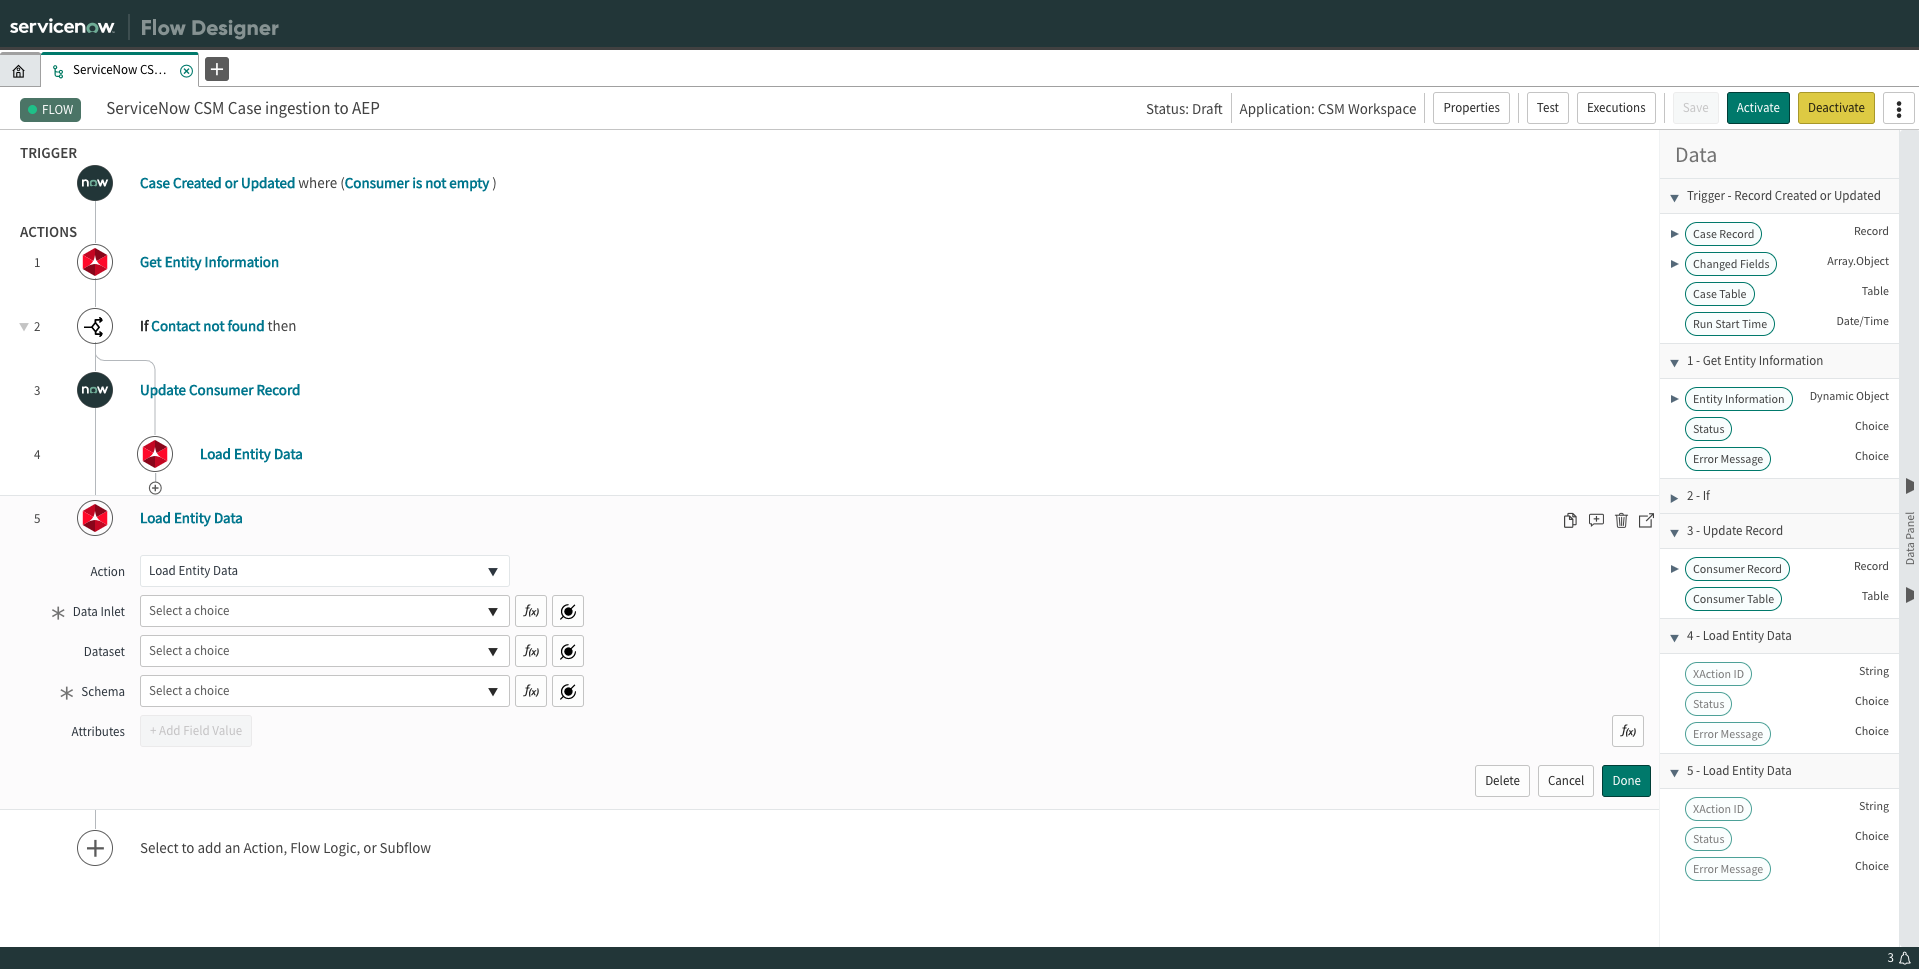 servicenow Flow Designer
ServiceNow CS...
FLOW ServiceNow CSM Case ingestion to AEP Status: Draft Application: CSM Workspace Properties Test Executions Save Activate Deactivate
TRIGGER
now Case Created or Updated where (Consumer is not empty )
ACTIONS
1 Get Entity Information
2 If Contact not found then
3 now Update Consumer Record
4 Load Entity Data
5 Load Entity Data
Action Load Entity Data
* Data Inlet Select a choice f(x)
Dataset Select a choice f(x)
* Schema Select a choice f(x)
Attributes + Add Field Value f(x)
Delete Cancel Done
Select to add an Action, Flow Logic, or Subflow
Data
Trigger - Record Created or Updated
Case Record Record
Changed Fields Array.Object
Case Table Table
Run Start Time Date/Time
1 - Get Entity Information
Entity Information Dynamic Object
Status Choice
Error Message Choice
2 - If
3 - Update Record
Consumer Record Record
Consumer Table Table
4 - Load Entity Data
XAction ID String
Status Choice
Error Message Choice
5 - Load Entity Data
XAction ID String
Status Choice
Error Message Choice
Data Panel
3